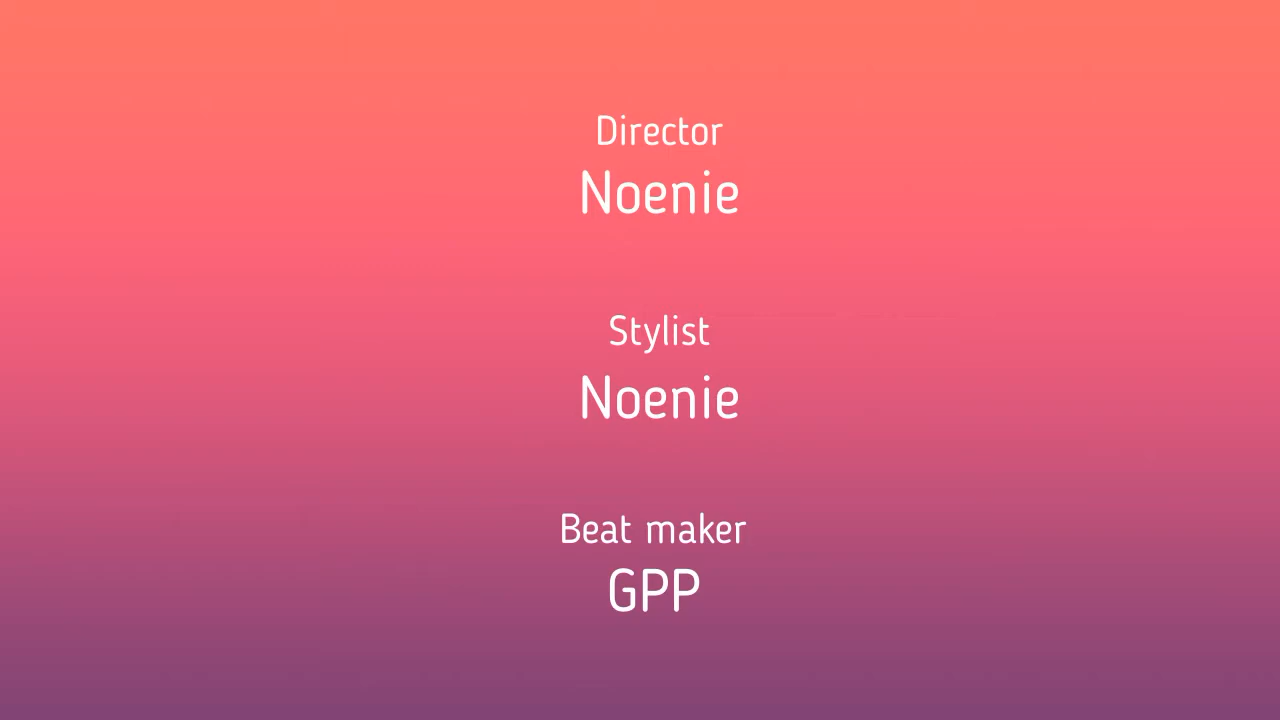 Director
Noenie
Stylist
Noenie
Beat maker
GPP